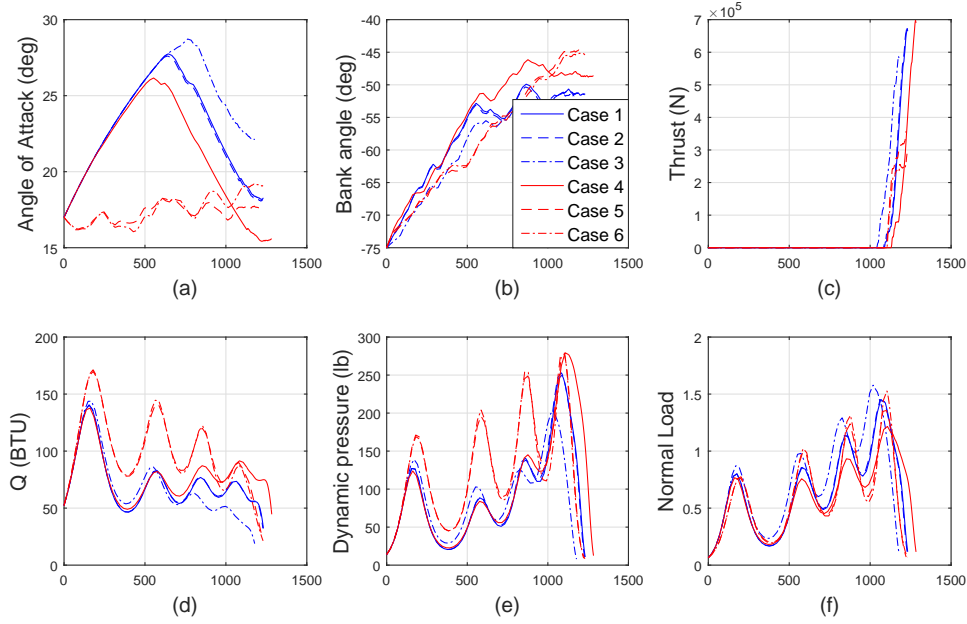 Angle of Attack (deg)
30
25
20
15
0 500 1000 1500
(a)
Bank angle (deg)
-40
-45
-50
-55
-60
-65
-70
-75
0 500 1000 1500
(b)
Case 1
Case 2
Case 3
Case 4
Case 5
Case 6
Thrust (N)
×10⁵
7
6
5
4
3
2
1
0
0 500 1000 1500
(c)
Q (BTU)
200
150
100
50
0
0 500 1000 1500
(d)
Dynamic pressure (lb)
300
250
200
150
100
50
0
0 500 1000 1500
(e)
Normal Load
2
1.5
1
0.5
0
0 500 1000 1500
(f)